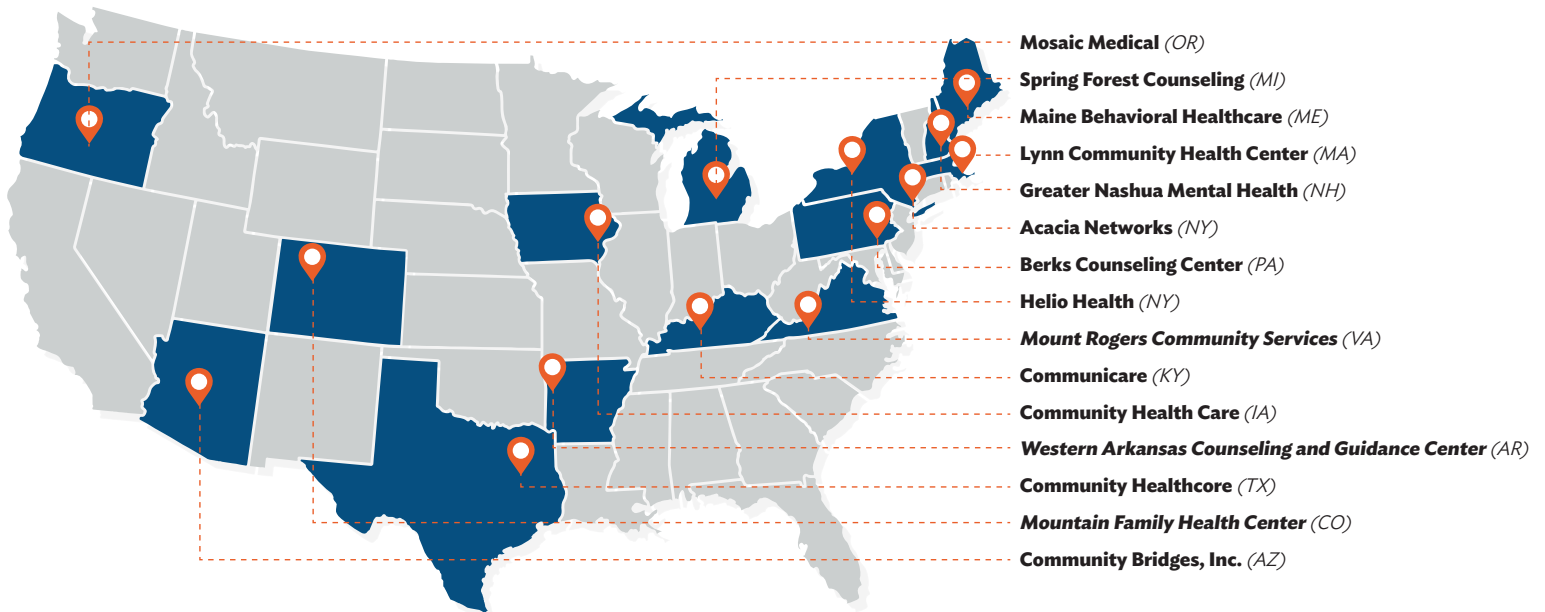 Mosaic Medical (OR)
Spring Forest Counseling (MI)
Maine Behavioral Healthcare (ME)
Lynn Community Health Center (MA)
Greater Nashua Mental Health (NH)
Acacia Networks (NY)
Berks Counseling Center (PA)
Helio Health (NY)
Mount Rogers Community Services (VA)
Communicare (KY)
Community Health Care (IA)
Western Arkansas Counseling and Guidance Center (AR)
Community Healthcore (TX)
Mountain Family Health Center (CO)
Community Bridges, Inc. (AZ)